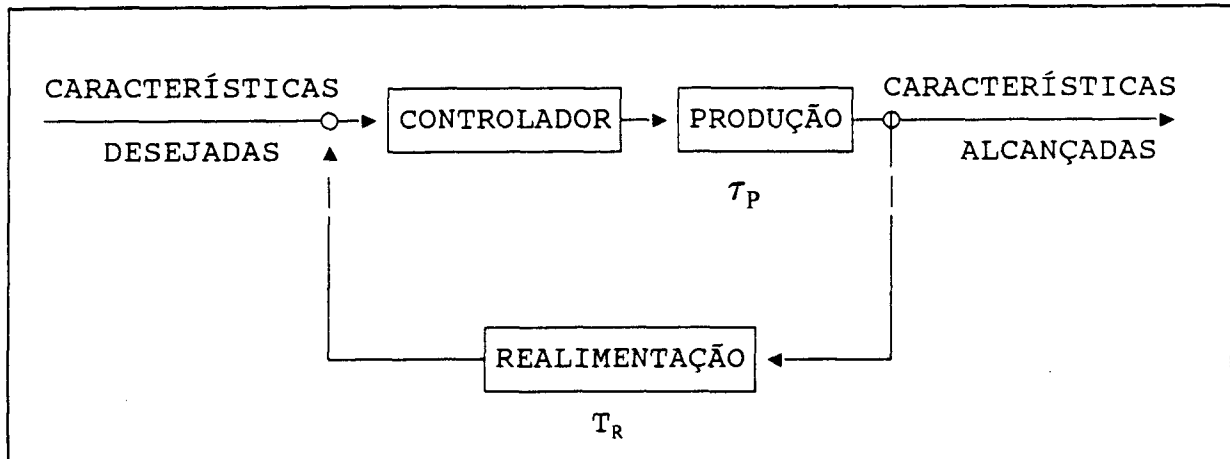 CARACTERÍSTICAS
DESEJADAS
CONTROLADOR
PRODUÇÃO
τP
CARACTERÍSTICAS
ALCANÇADAS
REALIMENTAÇÃO
TR